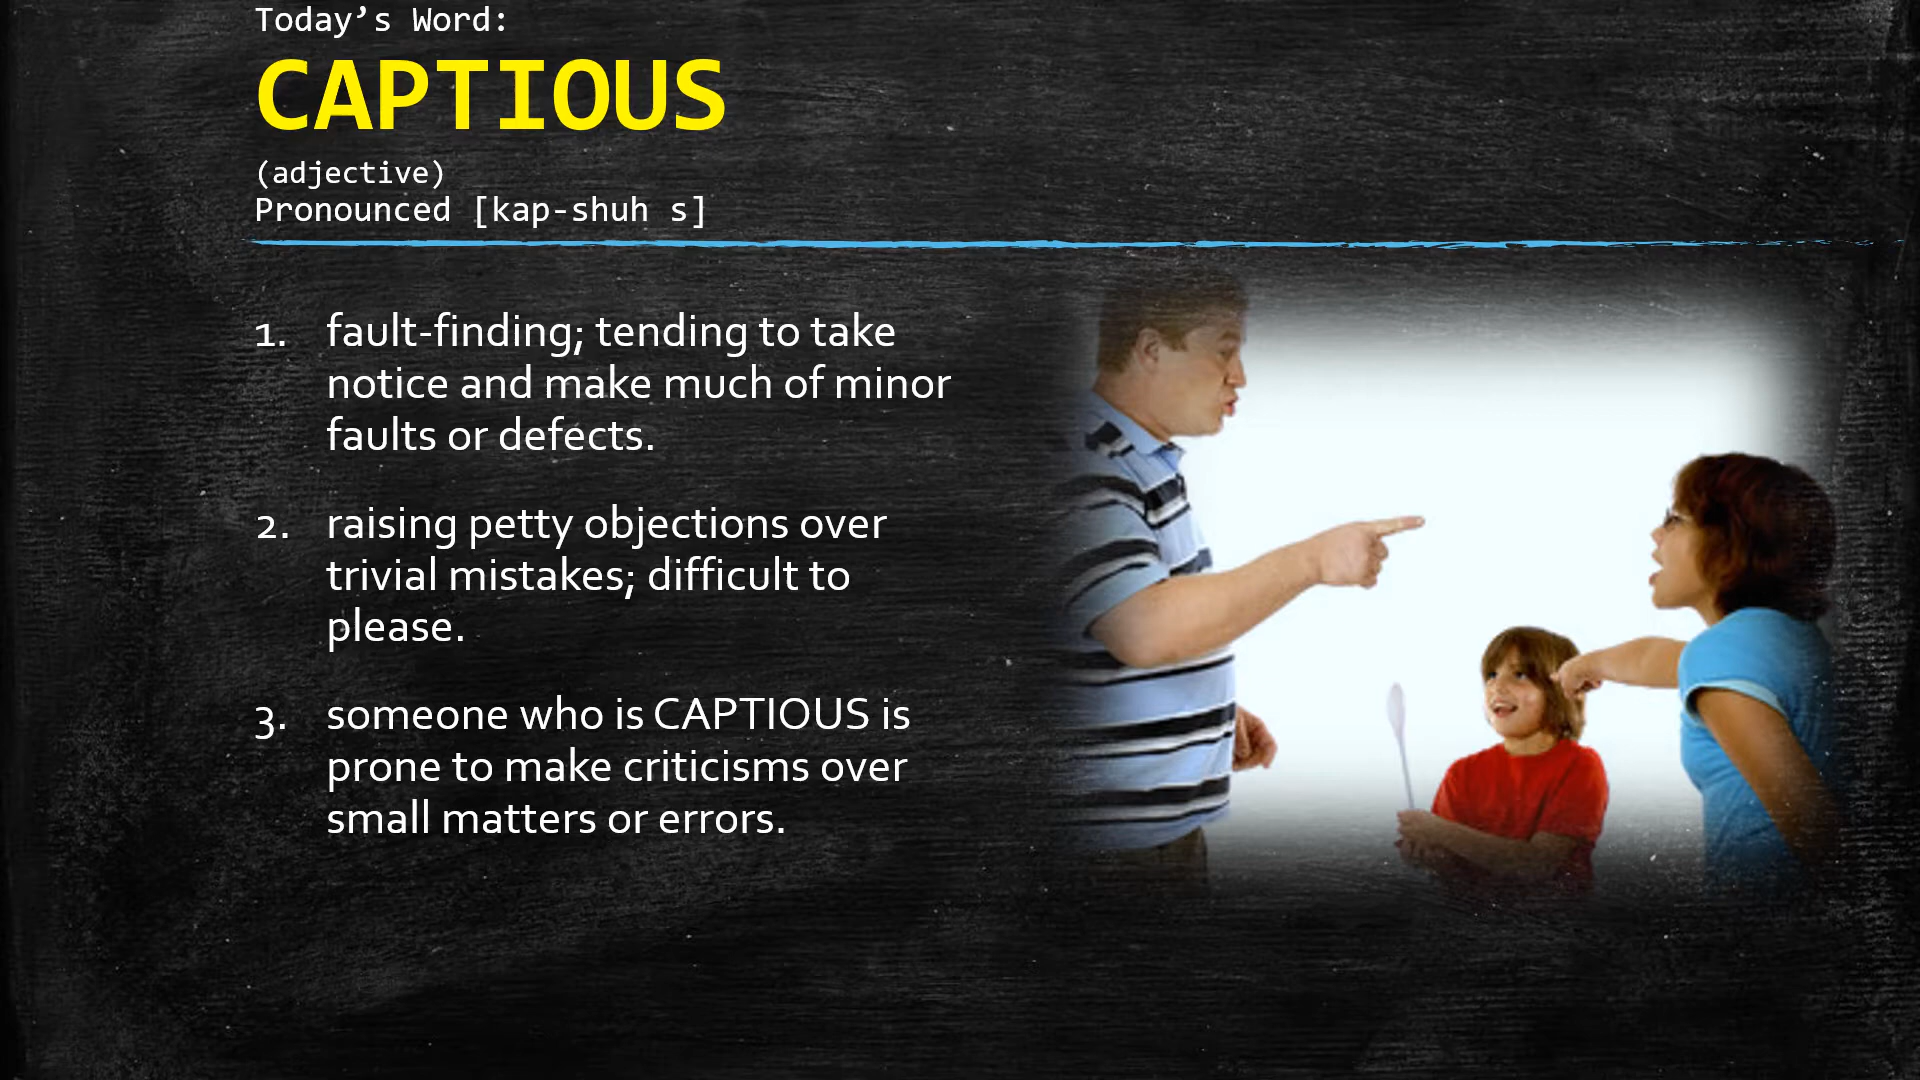 Today’s Word:
CAPTIOUS
(adjective)
Pronounced [kap-shuh s]
1. fault-finding; tending to take
notice and make much of minor
faults or defects.
2. raising petty objections over
trivial mistakes; difficult to
please.
3. someone who is CAPTIOUS is
prone to make criticisms over
small matters or errors.